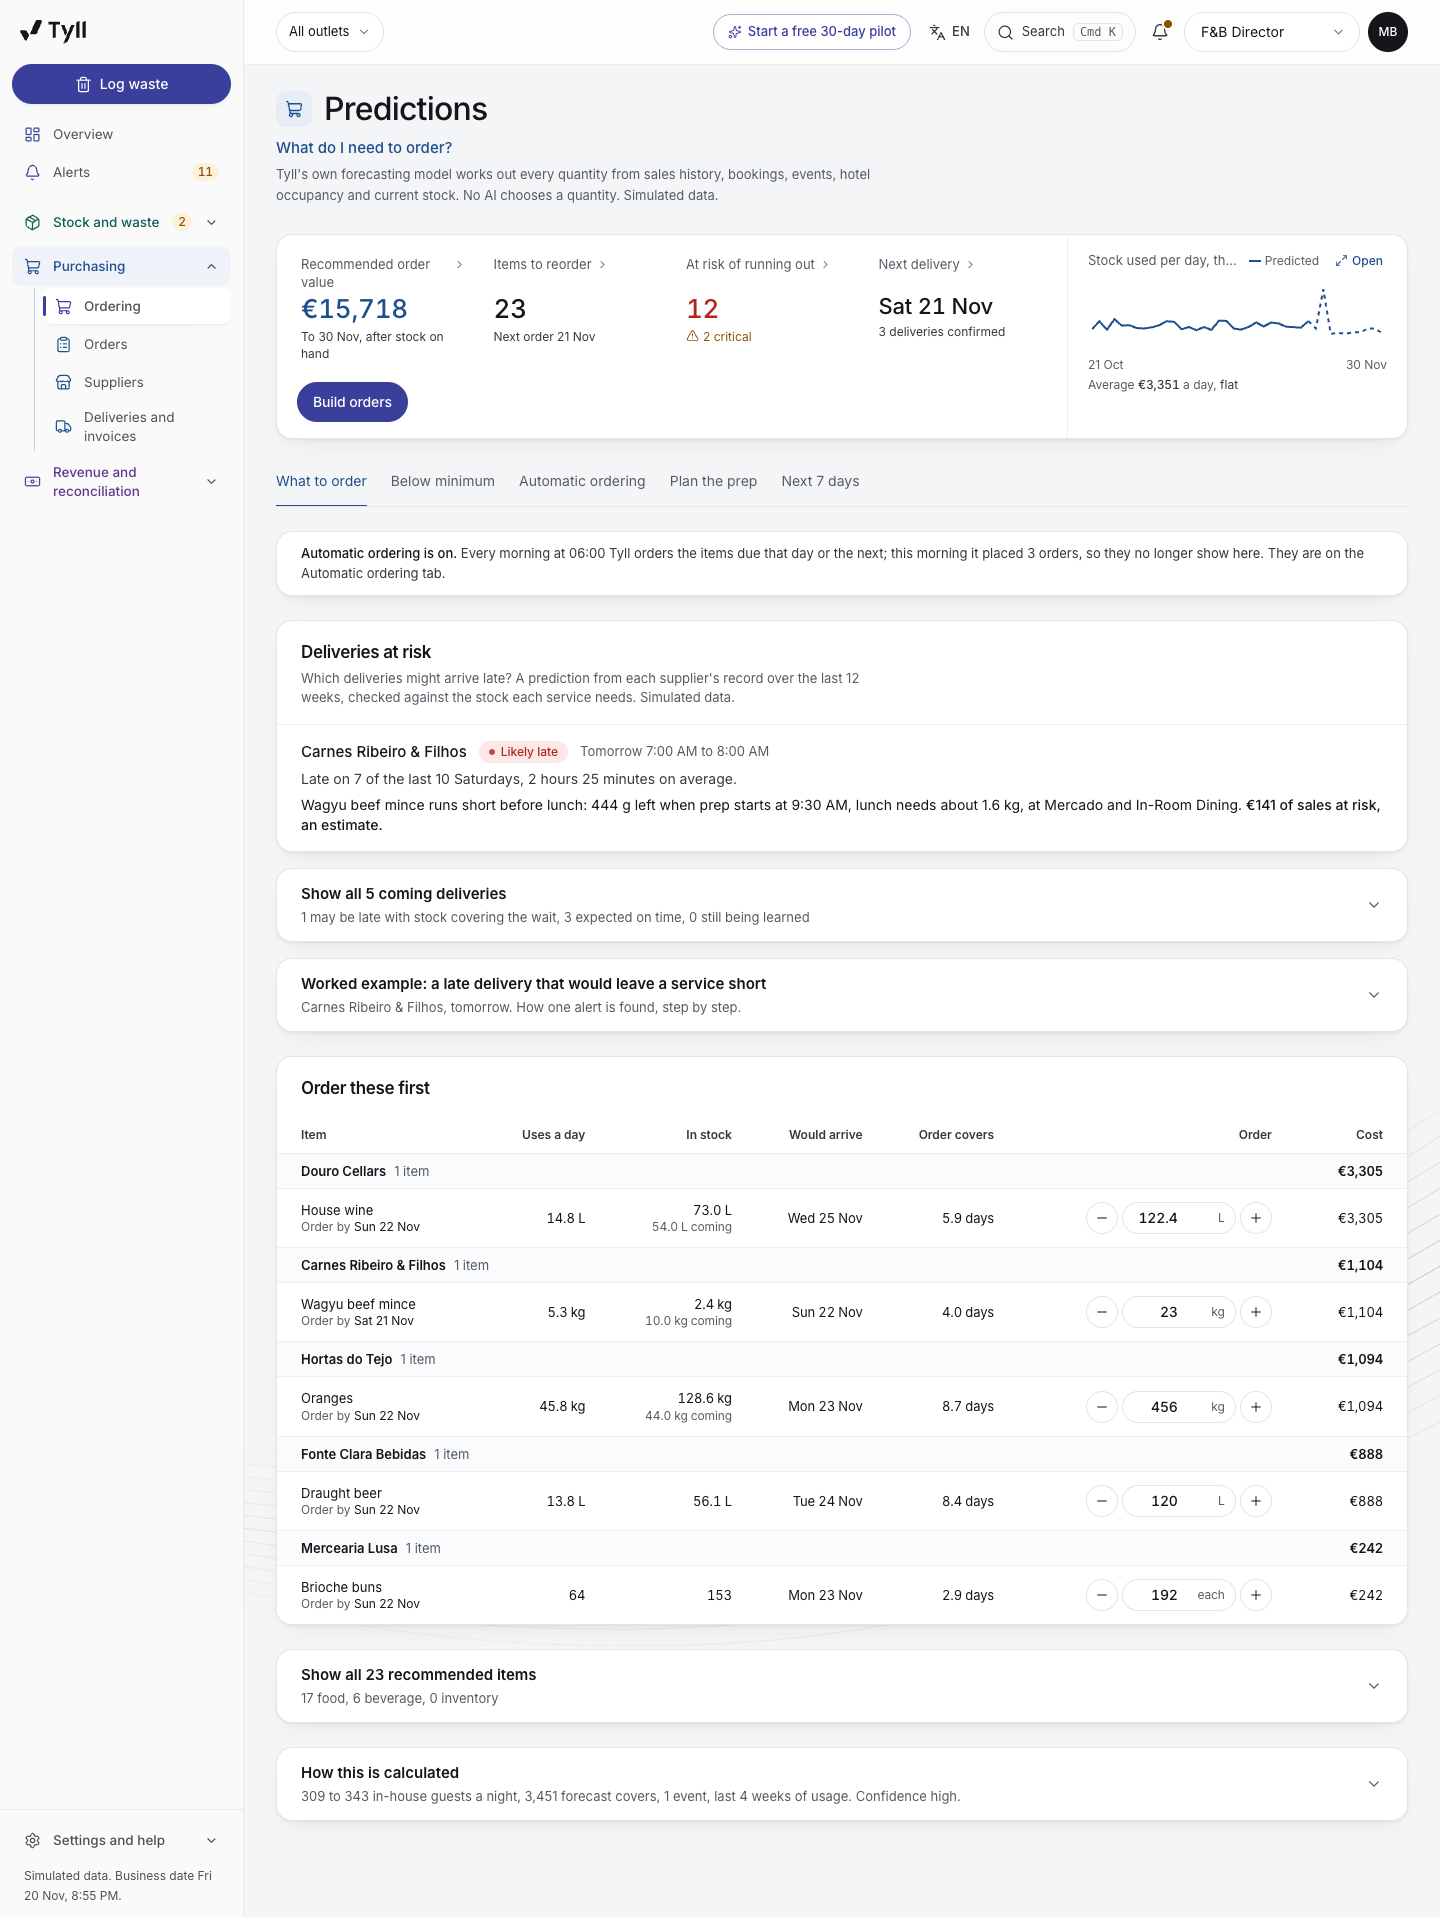 Tyll
All outlets
Start a free 30-day pilot
EN
Search
Cmd K
F&B Director
MB
Log waste
Overview
Alerts
11
Stock and waste
2
Purchasing
Ordering
Orders
Suppliers
Deliveries and
invoices
Revenue and
reconciliation
Settings and help
Simulated data. Business date Fri
20 Nov, 8:55 PM.
Predictions
What do I need to order?
Tyll's own forecasting model works out every quantity from sales history, bookings, events, hotel
occupancy and current stock. No AI chooses a quantity. Simulated data.
Recommended order
value
€15,718
To 30 Nov, after stock on
hand
Items to reorder
23
Next order 21 Nov
At risk of running out
12
2 critical
Next delivery
Sat 21 Nov
3 deliveries confirmed
Build orders
Stock used per day, th...
Predicted
Open
21 Oct
30 Nov
Average €3,351 a day, flat
What to order
Below minimum
Automatic ordering
Plan the prep
Next 7 days
Automatic ordering is on. Every morning at 06:00 Tyll orders the items due that day or the next; this morning it placed 3 orders, so they no longer show here. They are on the
Automatic ordering tab.
Deliveries at risk
Which deliveries might arrive late? A prediction from each supplier's record over the last 12
weeks, checked against the stock each service needs. Simulated data.
Carnes Ribeiro & Filhos
Likely late
Tomorrow 7:00 AM to 8:00 AM
Late on 7 of the last 10 Saturdays, 2 hours 25 minutes on average.
Wagyu beef mince runs short before lunch: 444 g left when prep starts at 9:30 AM, lunch needs about 1.6 kg, at Mercado and In-Room Dining. €141 of sales at risk,
an estimate.
Show all 5 coming deliveries
1 may be late with stock covering the wait, 3 expected on time, 0 still being learned
Worked example: a late delivery that would leave a service short
Carnes Ribeiro & Filhos, tomorrow. How one alert is found, step by step.
Order these first
Item Uses a day In stock Would arrive Order covers Order Cost
Douro Cellars 1 item €3,305
House wine 14.8 L 73.0 L Wed 25 Nov 5.9 days 122.4 L €3,305
Order by Sun 22 Nov 54.0 L coming
Carnes Ribeiro & Filhos 1 item €1,104
Wagyu beef mince 5.3 kg 2.4 kg Sun 22 Nov 4.0 days 23 kg €1,104
Order by Sat 21 Nov 10.0 kg coming
Hortas do Tejo 1 item €1,094
Oranges 45.8 kg 128.6 kg Mon 23 Nov 8.7 days 456 kg €1,094
Order by Sun 22 Nov 44.0 kg coming
Fonte Clara Bebidas 1 item €888
Draught beer 13.8 L 56.1 L Tue 24 Nov 8.4 days 120 L €888
Order by Sun 22 Nov
Mercearia Lusa 1 item €242
Brioche buns 64 153 Mon 23 Nov 2.9 days 192 each €242
Order by Sun 22 Nov
Show all 23 recommended items
17 food, 6 beverage, 0 inventory
How this is calculated
309 to 343 in-house guests a night, 3,451 forecast covers, 1 event, last 4 weeks of usage. Confidence high.